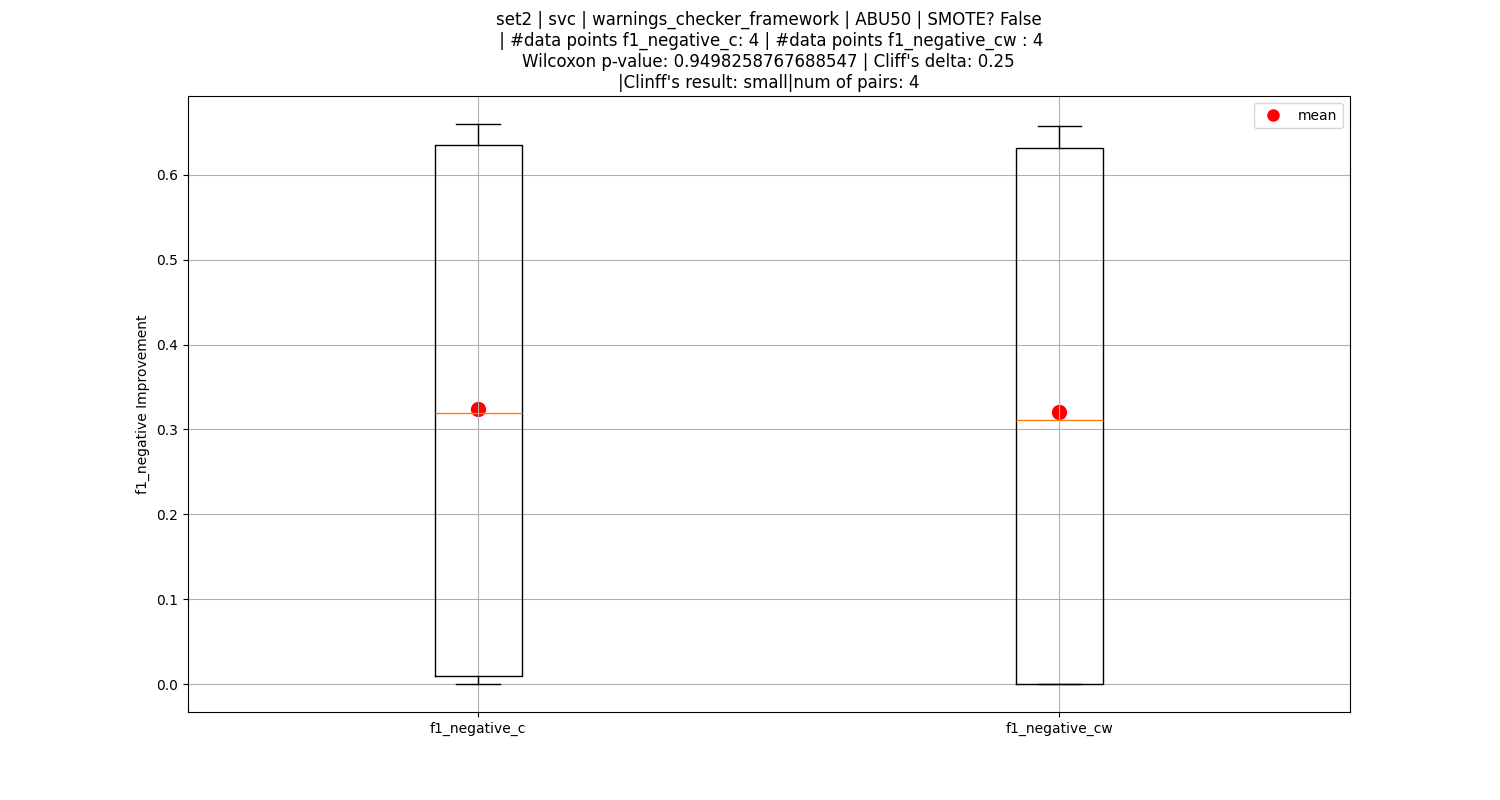 set2 | svc | warnings_checker_framework | ABU50 | SMOTE? False
| #data points f1_negative_c: 4 | #data points f1_negative_cw : 4
Wilcoxon p-value: 0.9498258767688547 | Cliff's delta: 0.25
|Clinff's result: small|num of pairs: 4
mean
f1_negative Improvement
0.6
0.5
0.4
0.3
0.2
0.1
0.0
f1_negative_c
f1_negative_cw